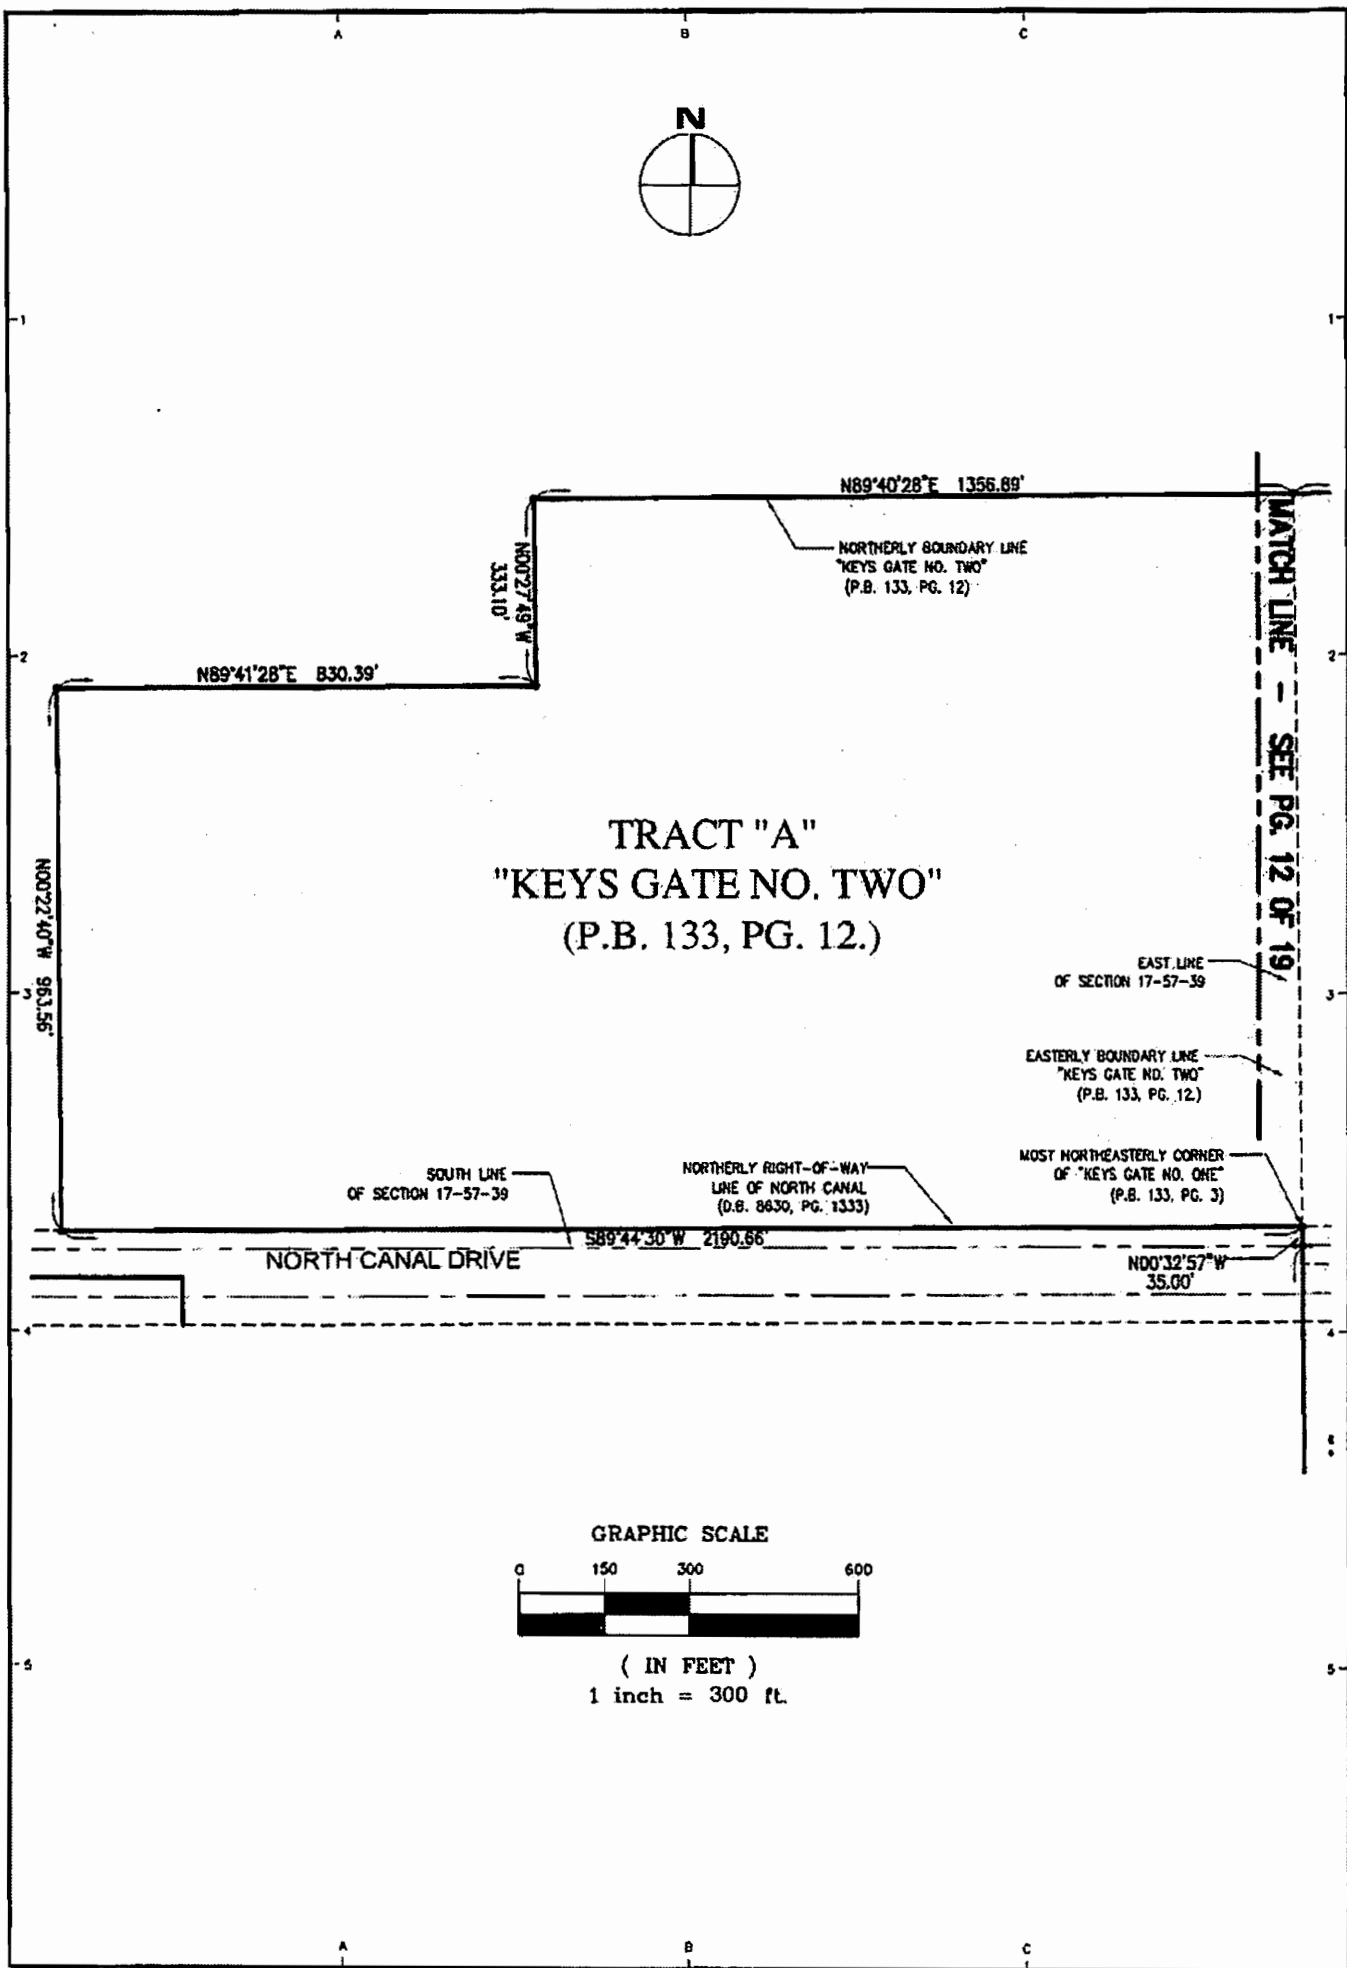 A B C
N
1 1
N89°40'28"E 1356.89'
NORTHERLY BOUNDARY LINE
"KEYS GATE NO. TWO"
(P.B. 133, PG. 12)
N00°27'49"W
333.10'
MATCH LINE - SEE PG. 12 OF 19
2 2
N89°41'28"E 830.39'
TRACT "A"
"KEYS GATE NO. TWO"
(P.B. 133, PG. 12.)
N00°22'40"W 963.56'
EAST LINE
OF SECTION 17-57-39
3 3
EASTERLY BOUNDARY LINE
"KEYS GATE NO. TWO"
(P.B. 133, PG. 12.)
SOUTH LINE
OF SECTION 17-57-39
NORTHERLY RIGHT-OF-WAY
LINE OF NORTH CANAL
(D.B. 8630, PG. 1333)
MOST NORTHEASTERLY CORNER
OF "KEYS GATE NO. ONE"
(P.B. 133, PG. 3)
S89°44'30"W 2190.66'
NORTH CANAL DRIVE
N00°32'57"W
35.00'
4 4
GRAPHIC SCALE
0 150 300 600
( IN FEET )
1 inch = 300 ft.
5 5
A B C